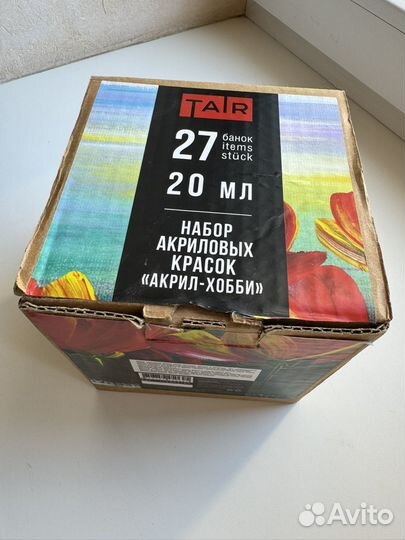 TAIR
27 банок
items
stück
20 МЛ
НАБОР
АКРИЛОВЫХ
КРАСОК
«АКРИЛ-ХОББИ»
Avito